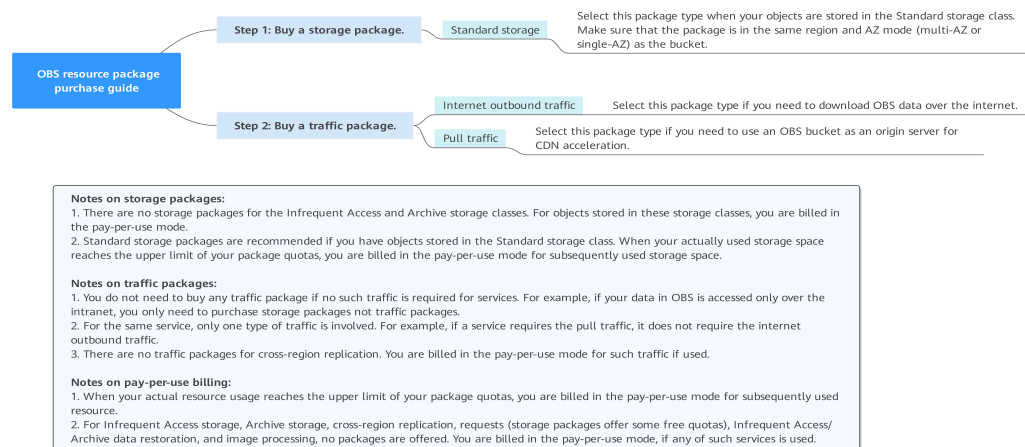 OBS resource package
purchase guide
Step 1: Buy a storage package.
Standard storage
Select this package type when your objects are stored in the Standard storage class.
Make sure that the package is in the same region and AZ mode (multi-AZ or
single-AZ) as the bucket.
Step 2: Buy a traffic package.
Internet outbound traffic
Select this package type if you need to download OBS data over the internet.
Pull traffic
Select this package type if you need to use an OBS bucket as an origin server for
CDN acceleration.
Notes on storage packages:
1. There are no storage packages for the Infrequent Access and Archive storage classes. For objects stored in these storage classes, you are billed in
the pay-per-use mode.
2. Standard storage packages are recommended if you have objects stored in the Standard storage class. When your actually used storage space
reaches the upper limit of your package quotas, you are billed in the pay-per-use mode for subsequently used storage space.
Notes on traffic packages:
1. You do not need to buy any traffic package if no such traffic is required for services. For example, if your data in OBS is accessed only over the
intranet, you only need to purchase storage packages not traffic packages.
2. For the same service, only one type of traffic is involved. For example, if a service requires the pull traffic, it does not require the internet
outbound traffic.
3. There are no traffic packages for cross-region replication. You are billed in the pay-per-use mode for such traffic if used.
Notes on pay-per-use billing:
1. When your actual resource usage reaches the upper limit of your package quotas, you are billed in the pay-per-use mode for subsequently used
resource.
2. For Infrequent Access storage, Archive storage, cross-region replication, requests (storage packages offer some free quotas), Infrequent Access/
Archive data restoration, and image processing, no packages are offered. You are billed in the pay-per-use mode, if any of such services is used.